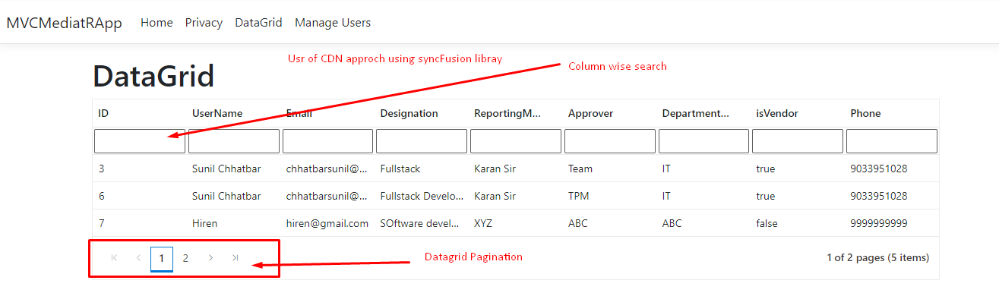 MVCMediatRApp Home Privacy DataGrid Manage Users
Usr of CDN approch using syncFusion libray
Column wise search
DataGrid
ID UserName Email Designation ReportingM... Approver Department... isVendor Phone
3 Sunil Chhatbar chhatbarsunil@... Fullstack Karan Sir Team IT true 9033951028
6 Sunil Chhatbar chhatbarsunil@... Fullstack Develo... Karan Sir TPM IT true 9033951028
7 Hiren hiren@gmail.com SOftware devel... XYZ ABC ABC false 9999999999
1 2 Datagrid Pagination 1 of 2 pages (5 items)